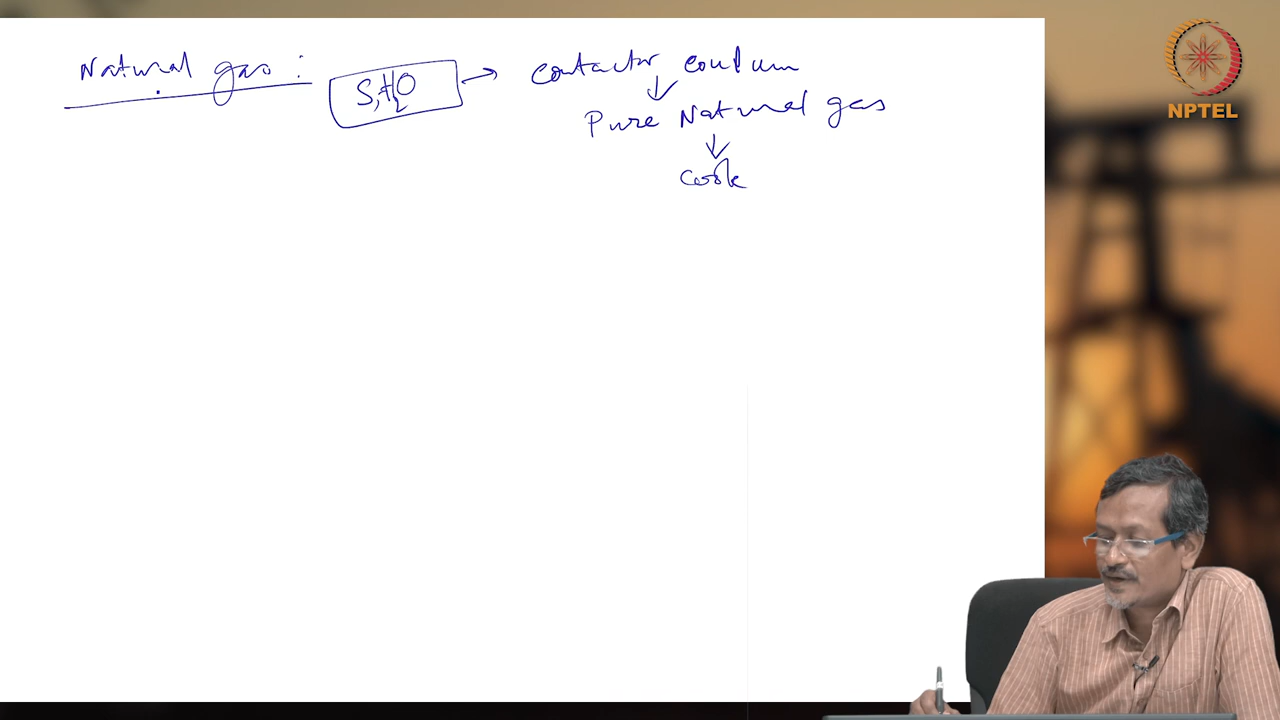 Natural gas :
S, H2O → contactor column
↓
Pure Natural gas
↓
cook
NPTEL